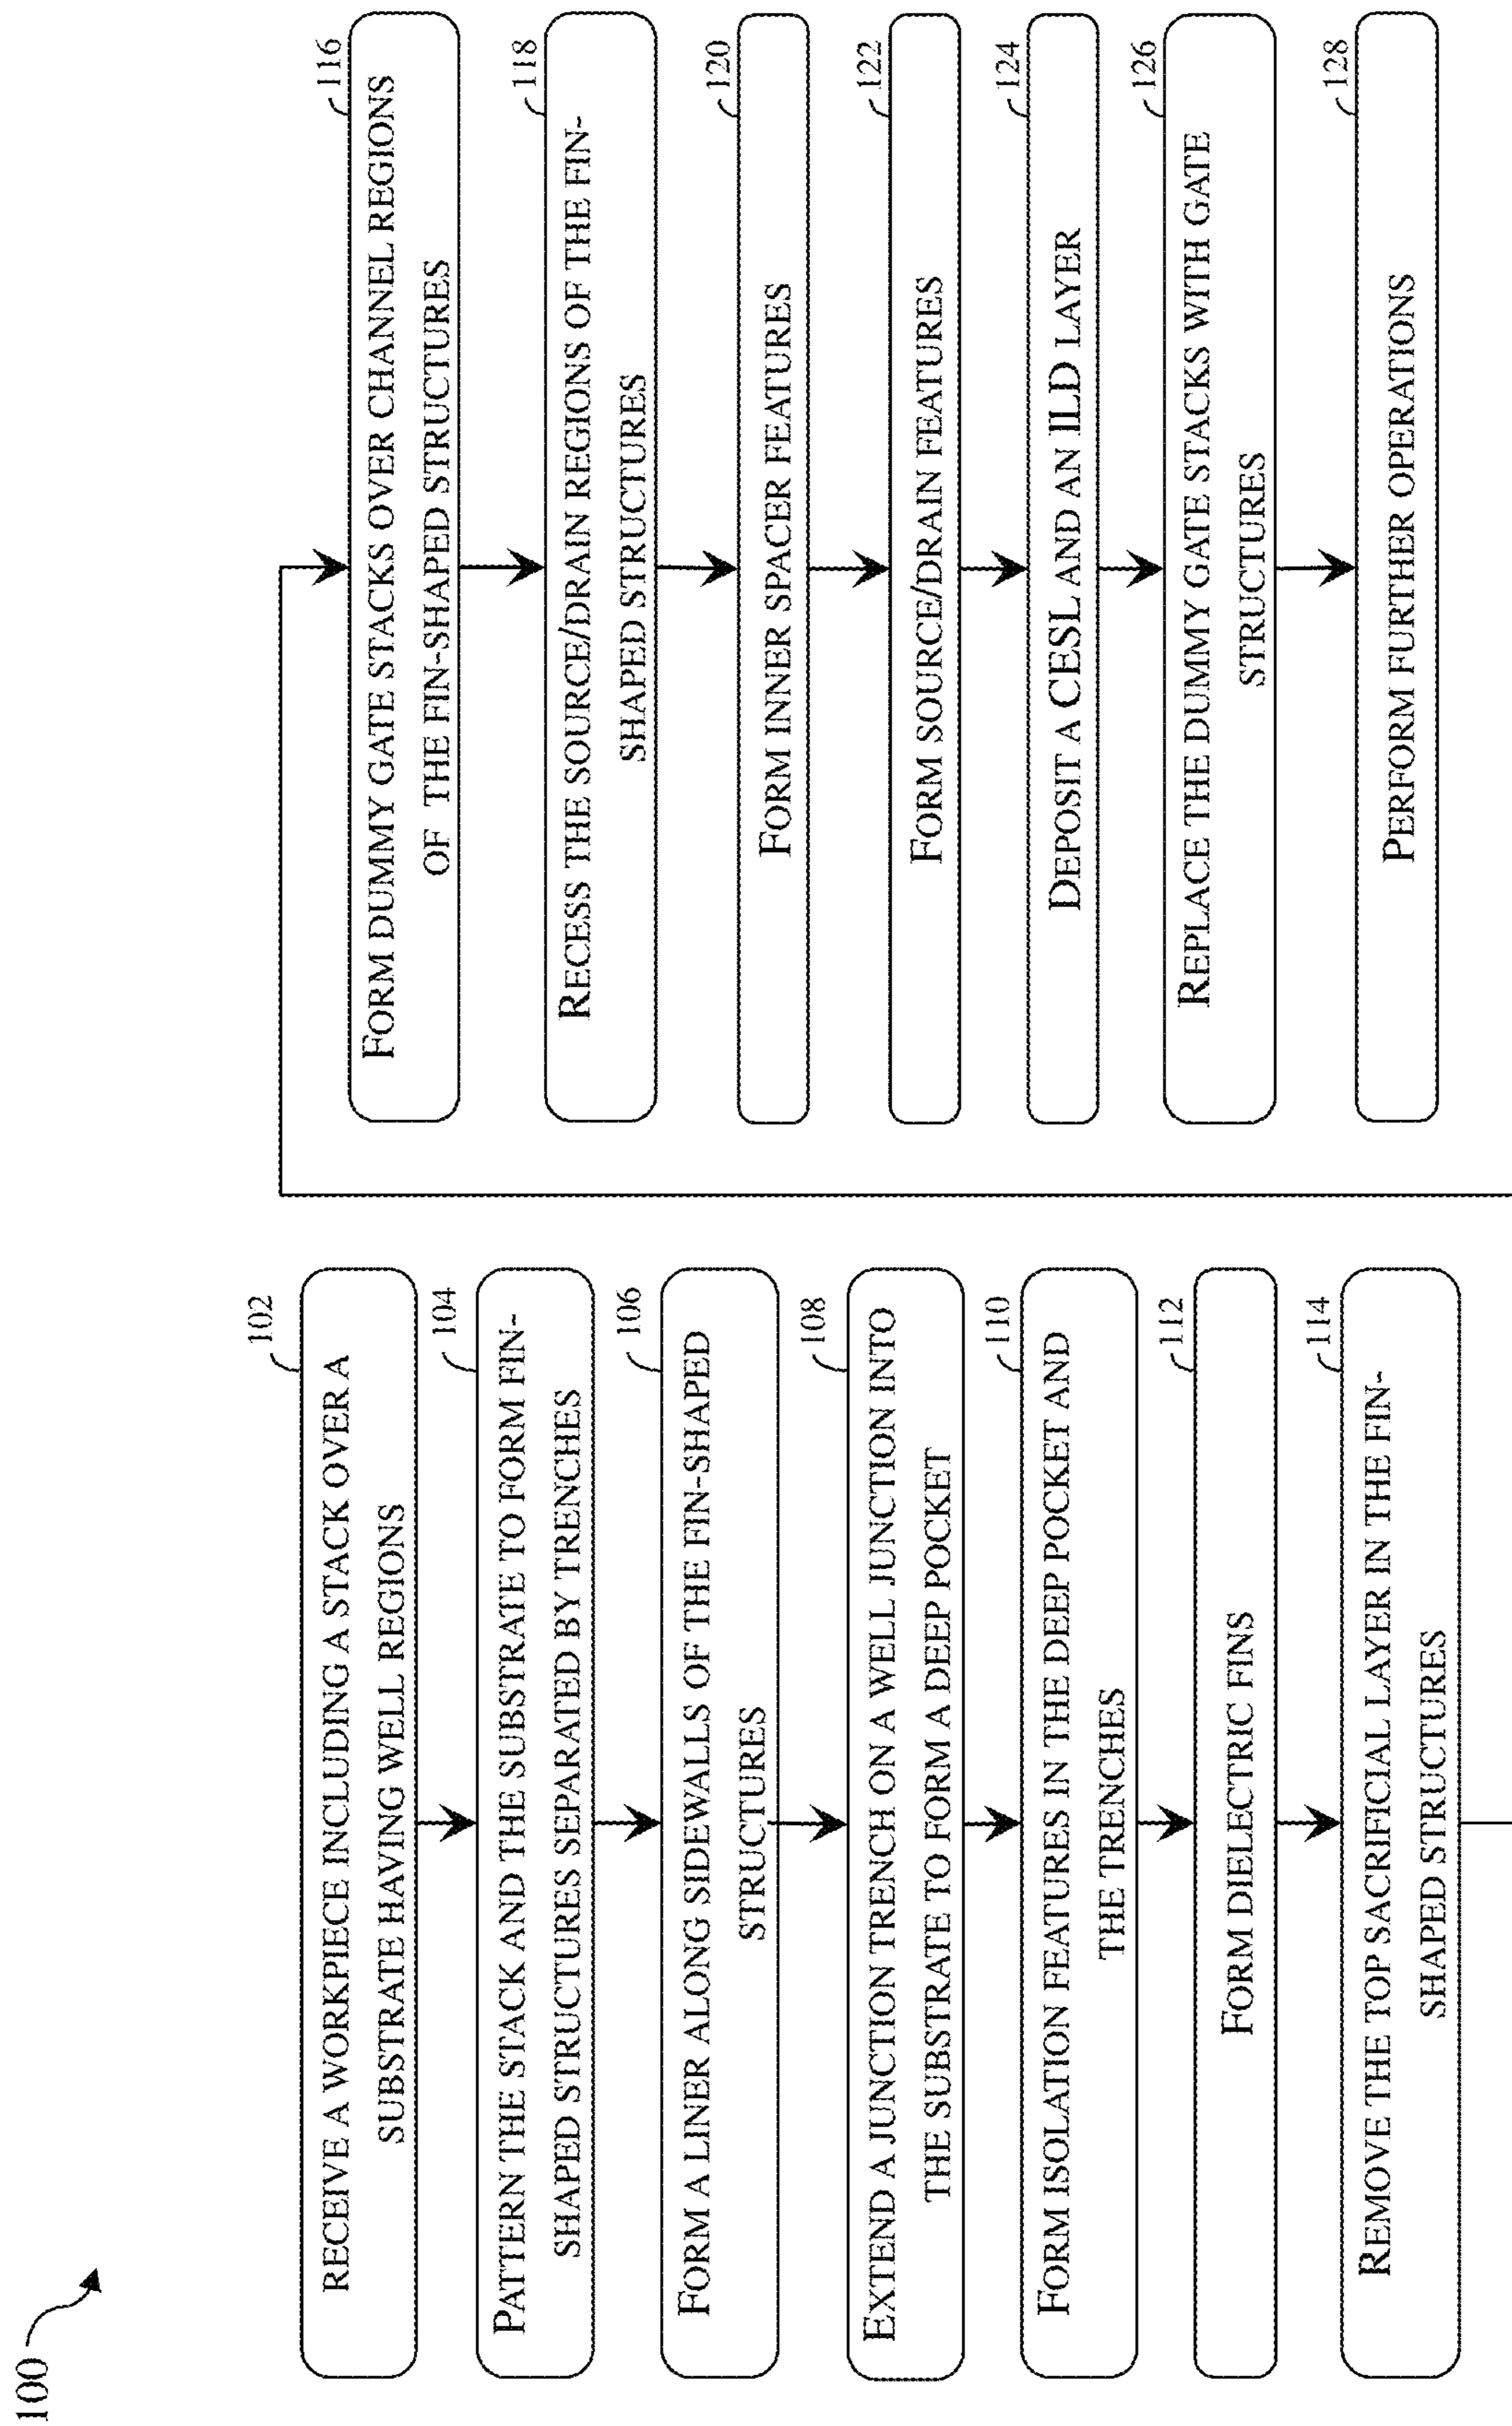 100
102
RECEIVE A WORKPIECE INCLUDING A STACK OVER A
SUBSTRATE HAVING WELL REGIONS
104
PATTERN THE STACK AND THE SUBSTRATE TO FORM FIN-
SHAPED STRUCTURES SEPARATED BY TRENCHES
106
FORM A LINER ALONG SIDEWALLS OF THE FIN-SHAPED
STRUCTURES
108
EXTEND A JUNCTION TRENCH ON A WELL JUNCTION INTO
THE SUBSTRATE TO FORM A DEEP POCKET
110
FORM ISOLATION FEATURES IN THE DEEP POCKET AND
THE TRENCHES
112
FORM DIELECTRIC FINS
114
REMOVE THE TOP SACRIFICIAL LAYER IN THE FIN-
SHAPED STRUCTURES
116
FORM DUMMY GATE STACKS OVER CHANNEL REGIONS
OF THE FIN-SHAPED STRUCTURES
118
RECESS THE SOURCE/DRAIN REGIONS OF THE FIN-
SHAPED STRUCTURES
120
FORM INNER SPACER FEATURES
122
FORM SOURCE/DRAIN FEATURES
124
DEPOSIT A CESL AND AN ILD LAYER
126
REPLACE THE DUMMY GATE STACKS WITH GATE
STRUCTURES
128
PERFORM FURTHER OPERATIONS